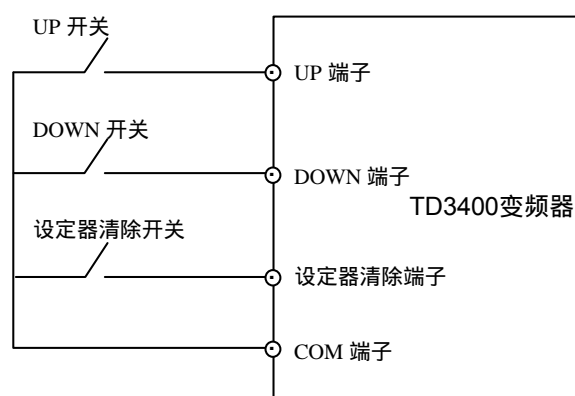 UP 开关
UP 端子
DOWN 开关
DOWN 端子
TD3400变频器
设定器清除开关
设定器清除端子
COM 端子